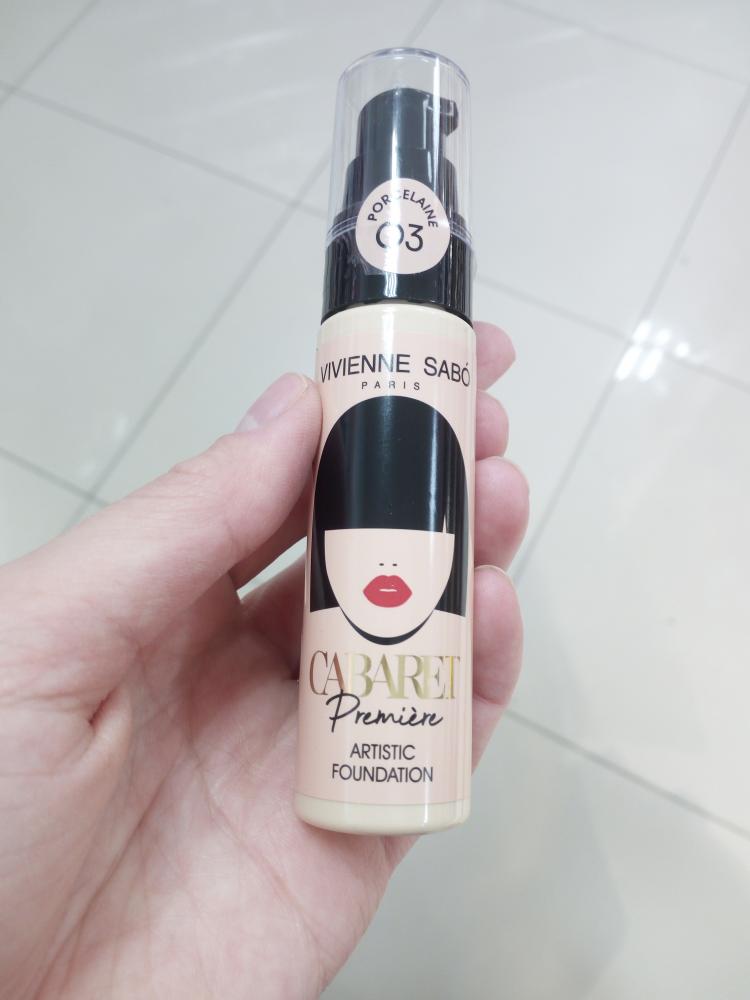 PORCELAINE
03
VIVIENNE SABÓ
PARIS
CABARET
Première
ARTISTIC
FOUNDATION